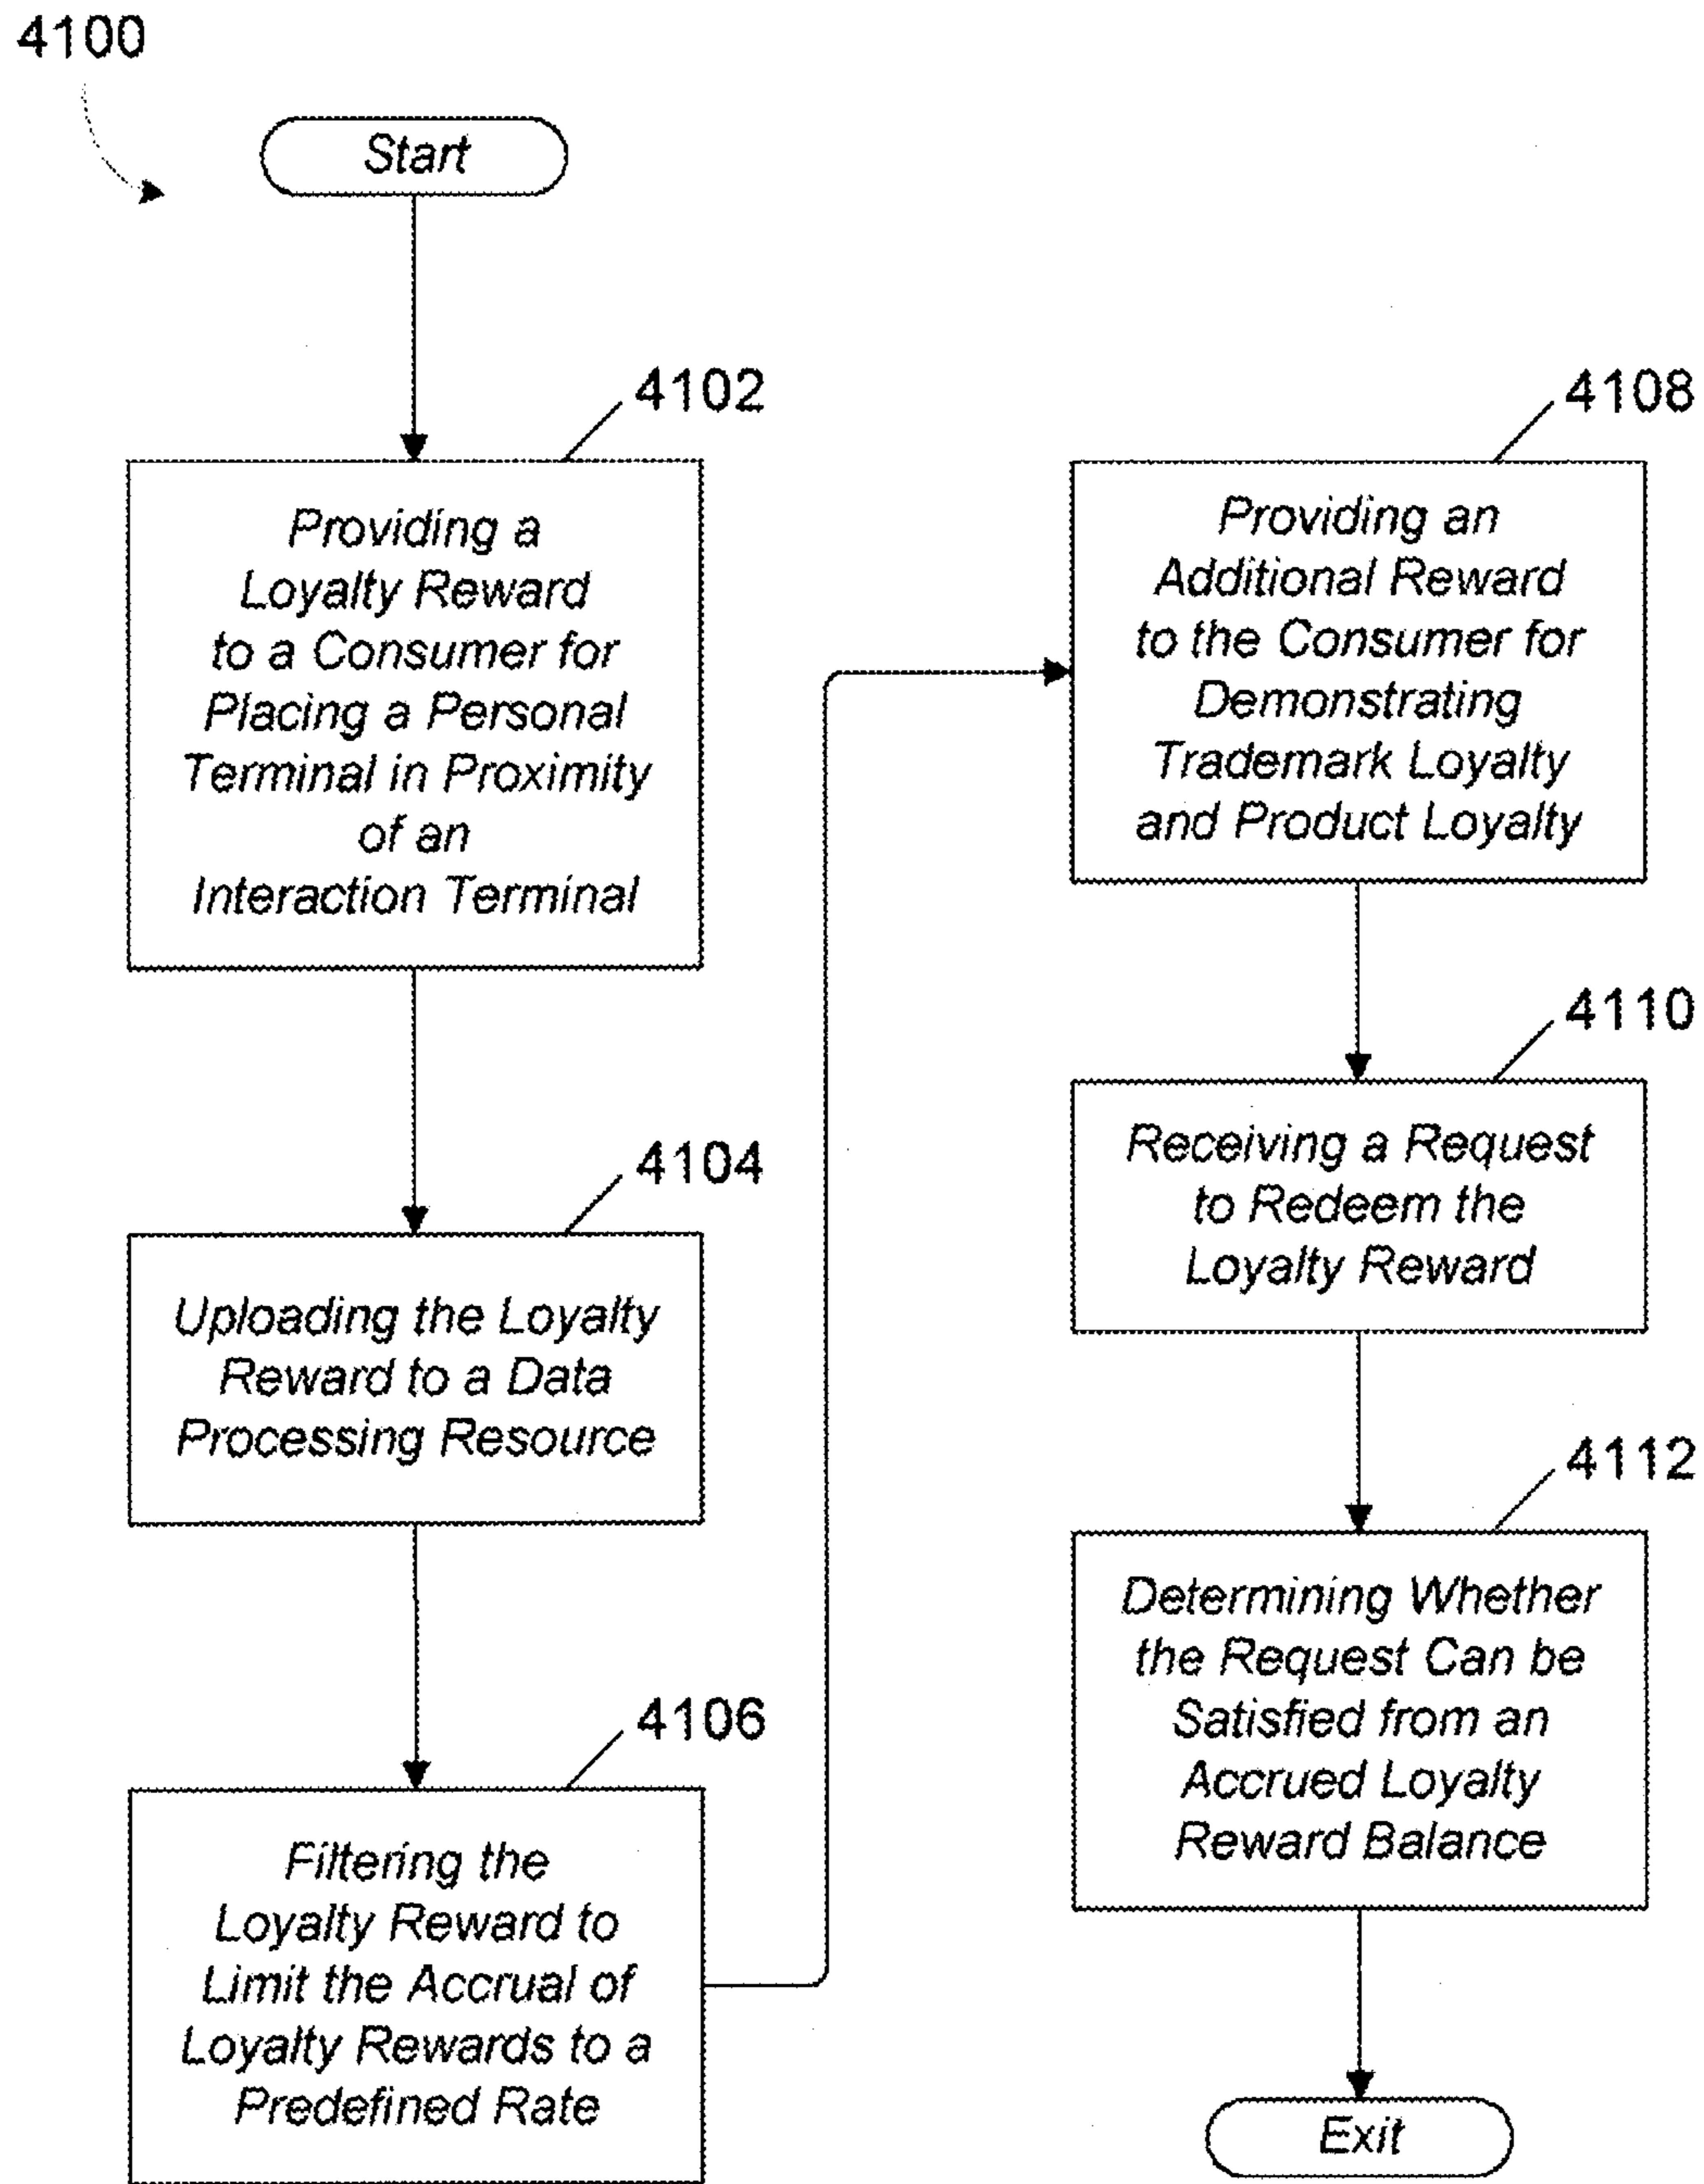 4100
Start
4102
Providing a
Loyalty Reward
to a Consumer for
Placing a Personal
Terminal in Proximity
of an
Interaction Terminal
4104
Uploading the Loyalty
Reward to a Data
Processing Resource
4106
Filtering the
Loyalty Reward to
Limit the Accrual of
Loyalty Rewards to a
Predefined Rate
4108
Providing an
Additional Reward
to the Consumer for
Demonstrating
Trademark Loyalty
and Product Loyalty
4110
Receiving a Request
to Redeem the
Loyalty Reward
4112
Determining Whether
the Request Can be
Satisfied from an
Accrued Loyalty
Reward Balance
Exit